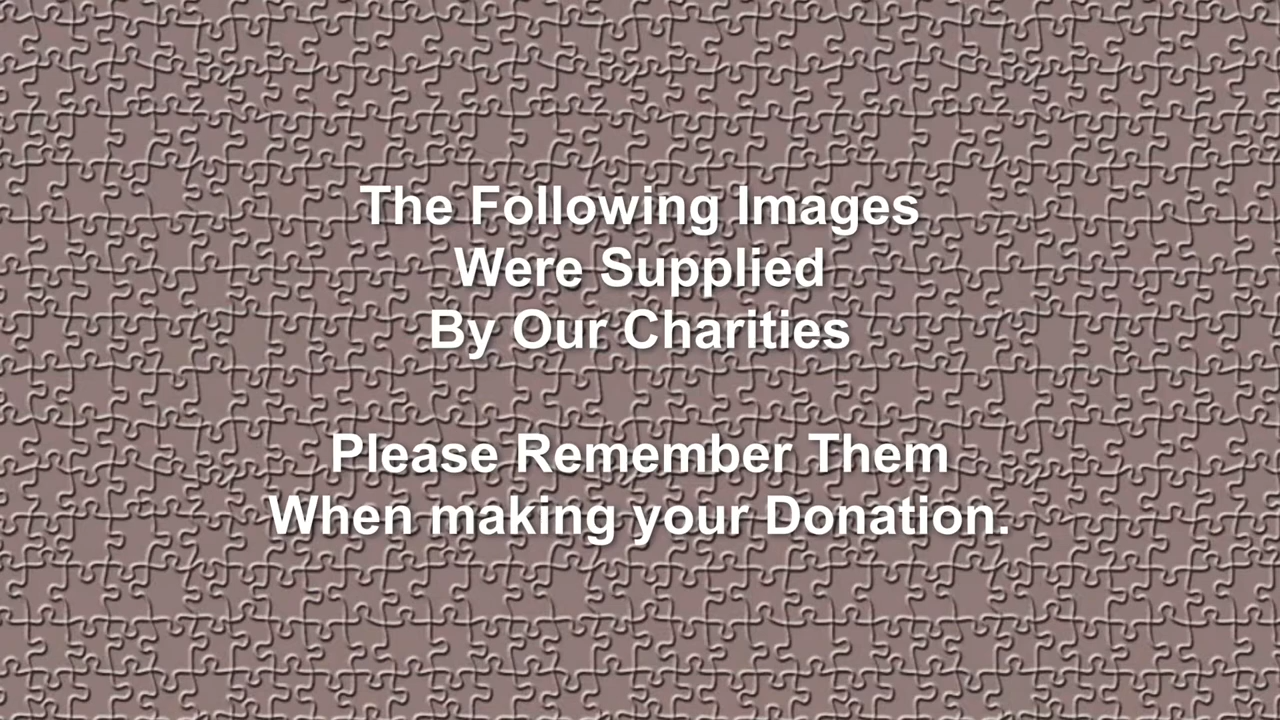 The Following Images
Were Supplied
By Our Charities
Please Remember Them
When making your Donation.